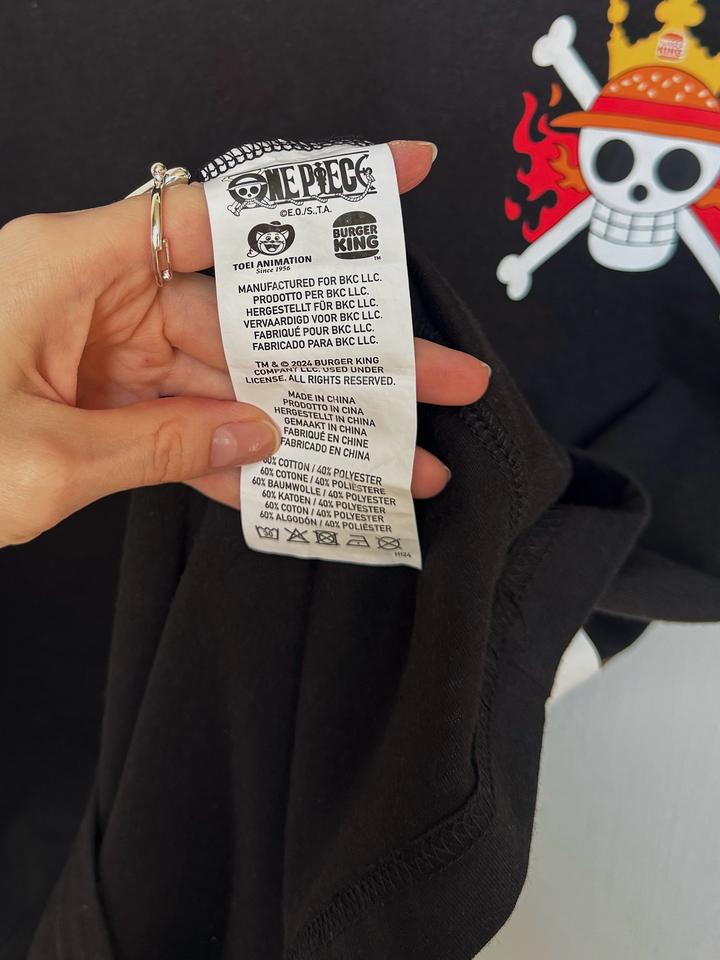 BURGER KING
ONE PIECE
©E.O./S.,T.A.
TOEI ANIMATION
Since 1956
BURGER
KING
TM
MANUFACTURED FOR BKC LLC.
PRODOTTO PER BKC LLC.
HERGESTELLT FÜR BKC LLC.
VERVAARDIGD VOOR BKC LLC.
FABRIQUÉ POUR BKC LLC.
FABRICADO PARA BKC LLC.
TM & © 2024 BURGER KING
COMPANY LLC. USED UNDER
LICENSE. ALL RIGHTS RESERVED.
MADE IN CHINA
PRODOTTO IN CINA
HERGESTELLT IN CHINA
GEMAAKT IN CHINA
FABRIQUÉ EN CHINE
FABRICADO EN CHINA
60% COTTON / 40% POLYESTER
60% COTONE / 40% POLIESTERE
60% BAUMWOLLE / 40% POLYESTER
60% KATOEN / 40% POLYESTER
60% COTON / 40% POLYESTER
60% ALGODÓN / 40% POLIÉSTER
30
H124